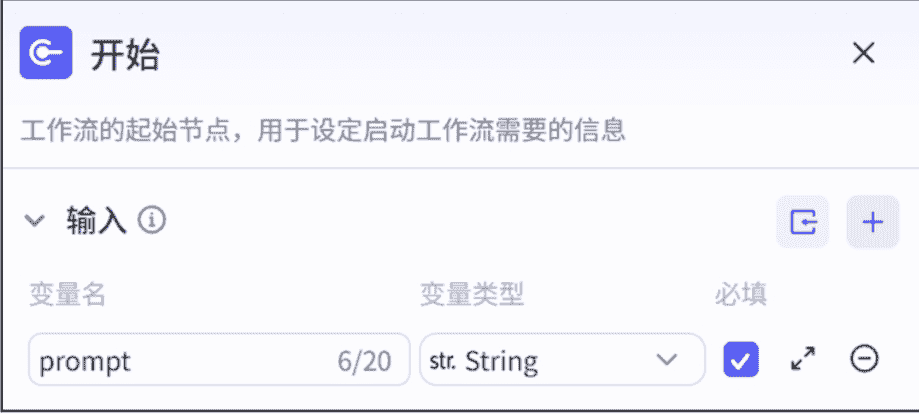 开始
工作流的起始节点，用于设定启动工作流需要的信息
输入
变量名 变量类型 必填
prompt 6/20 str. String